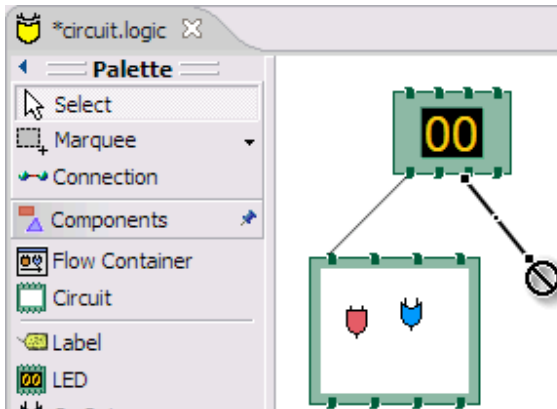 *circuit.logic
Palette
Select
Marquee
Connection
Components
Flow Container
Circuit
Label
LED
00